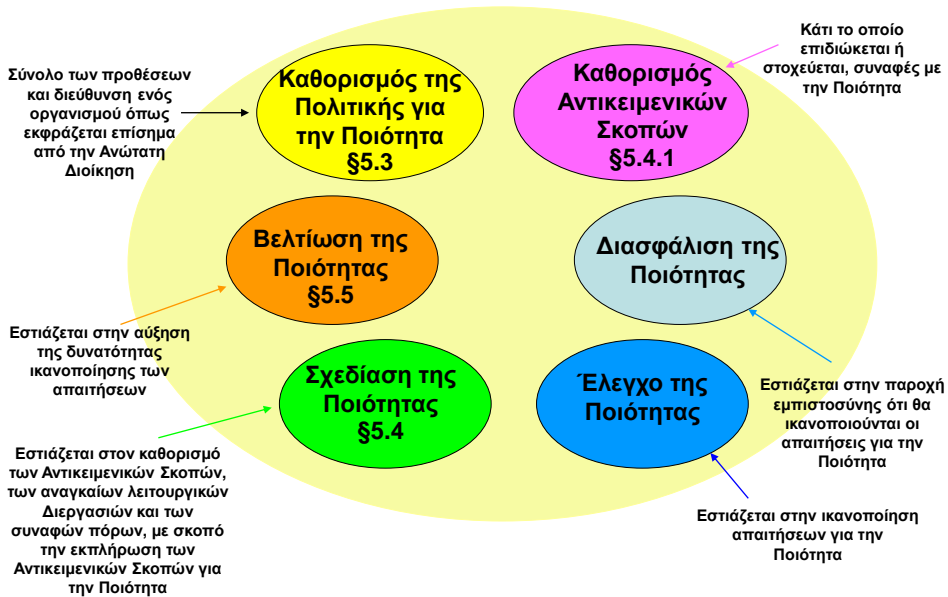 Σύνολο των προθέσεων
και διεύθυνση ενός
οργανισμού όπως
εκφράζεται επίσημα
από την Ανώτατη
Διοίκηση
Καθορισμός της
Πολιτικής για
την Ποιότητα
§5.3
Καθορισμός
Αντικειμενικών
Σκοπών
§5.4.1
Κάτι το οποίο
επιδιώκεται ή
στοχεύεται, συναφές με
την Ποιότητα
Βελτίωση της
Ποιότητας
§5.5
Διασφάλιση της
Ποιότητας
Εστιάζεται στην αύξηση
της δυνατότητας
ικανοποίησης των
απαιτήσεων
Σχεδίαση της
Ποιότητας
§5.4
Έλεγχο της
Ποιότητας
Εστιάζεται στην παροχή
εμπιστοσύνης ότι θα
ικανοποιούνται οι
απαιτήσεις για την
Ποιότητα
Εστιάζεται στον καθορισμό
των Αντικειμενικών Σκοπών,
των αναγκαίων λειτουργικών
Διεργασιών και των
συναφών πόρων, με σκοπό
την εκπλήρωση των
Αντικειμενικών Σκοπών για
την Ποιότητα
Εστιάζεται στην ικανοποίηση
απαιτήσεων για την
Ποιότητα